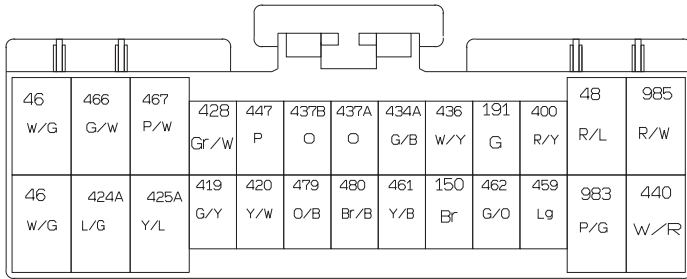 46 466 467 428 447 437B 437A 434A 436 191 400 48 985
W/G G/W P/W Gr/W P O O G/B W/Y G R/Y R/L R/W
46 424A 425A 419 420 479 480 461 150 462 459 983 440
W/G L/G Y/L G/Y Y/W O/B Br/B Y/B Br G/O Lg P/G W/R